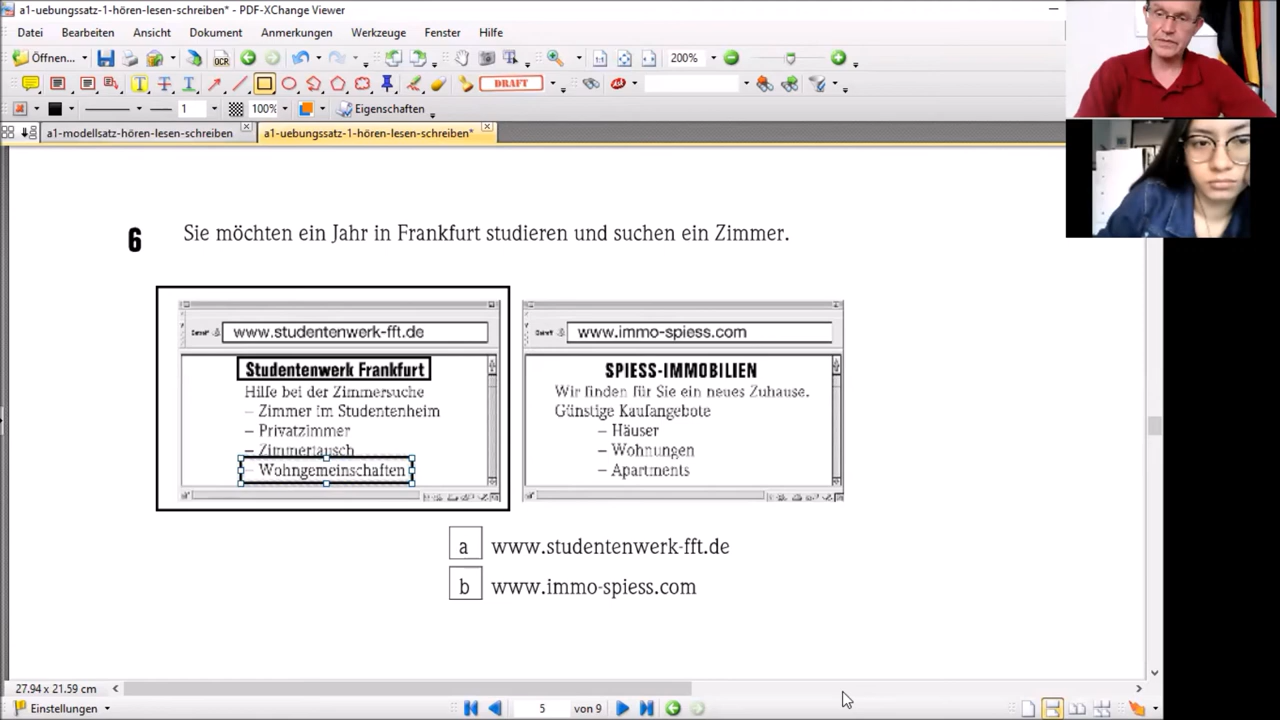 a1-uebungssatz-1-hören-lesen-schreiben* - PDF-XChange Viewer
Datei Bearbeiten Ansicht Dokument Anmerkungen Werkzeuge Fenster Hilfe
Öffnen... OCR 200%
DRAFT
1 100% Eigenschaften
a1-modellsatz-hören-lesen-schreiben a1-uebungssatz-1-hören-lesen-schreiben*
6 Sie möchten ein Jahr in Frankfurt studieren und suchen ein Zimmer.
www.studentenwerk-fft.de
Studentenwerk Frankfurt
Hilfe bei der Zimmersuche
– Zimmer im Studentenheim
– Privatzimmer
– Zimmertausch
– Wohngemeinschaften
www.immo-spiess.com
SPIESS-IMMOBILIEN
Wir finden für Sie ein neues Zuhause.
Günstige Kaufangebote
– Häuser
– Wohnungen
– Apartments
a www.studentenwerk-fft.de
b www.immo-spiess.com
27.94 x 21.59 cm
Einstellungen 5 von 9